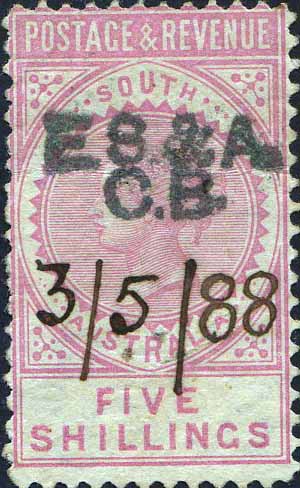 POSTAGE & REVENUE
SOUTH
E.S.&A
C.B.
3/5/88
AUSTRALIA
FIVE
SHILLINGS